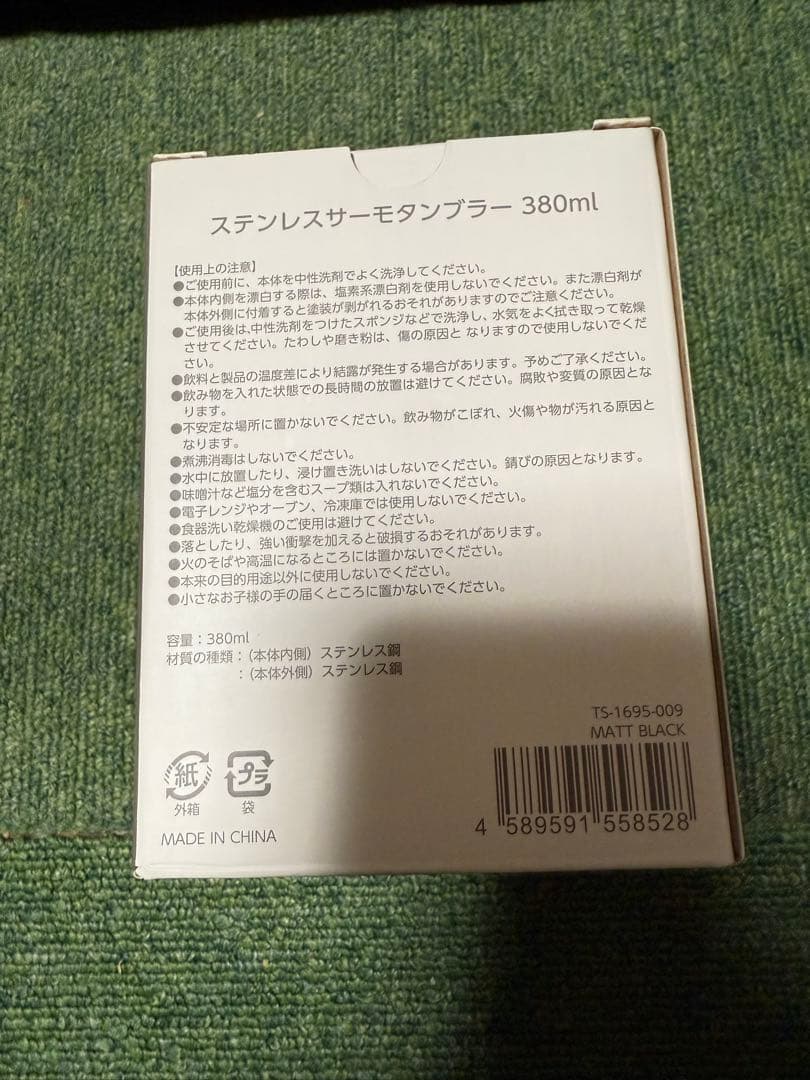 ステンレスサーモタンブラー 380ml
【使用上の注意】
●ご使用前に、本体を中性洗剤でよく洗浄してください。
●本体内側を漂白する際は、塩素系漂白剤を使用しないでください。また漂白剤が
本体外側に付着すると塗装が剥がれるおそれがありますのでご注意ください。
●ご使用後は、中性洗剤をつけたスポンジなどで洗浄し、水気をよく拭き取って乾燥
させてください。たわしや磨き粉は、傷の原因と なりますので使用しないでくだ
さい。
●飲料と製品の温度差により結露が発生する場合があります。予めご了承ください。
●飲み物を入れた状態での長時間の放置は避けてください。腐敗や変質の原因とな
ります。
●不安定な場所に置かないでください。飲み物がこぼれ、火傷や物が汚れる原因と
なります。
●煮沸消毒はしないでください。
●水中に放置したり、浸け置き洗いはしないでください。錆びの原因となります。
●味噌汁など塩分を含むスープ類は入れないでください。
●電子レンジやオーブン、冷凍庫では使用しないでください。
●食器洗い乾燥機のご使用は避けてください。
●落としたり、強い衝撃を加えると破損するおそれがあります。
●火のそばや高温になるところには置かないでください。
●本来の目的用途以外に使用しないでください。
●小さなお子様の手の届くところに置かないでください。
容量：380ml
材質の種類：（本体内側）ステンレス鋼
：（本体外側）ステンレス鋼
TS-1695-009
MATT BLACK
紙
外箱
プラ
袋
4 589591 558528
MADE IN CHINA